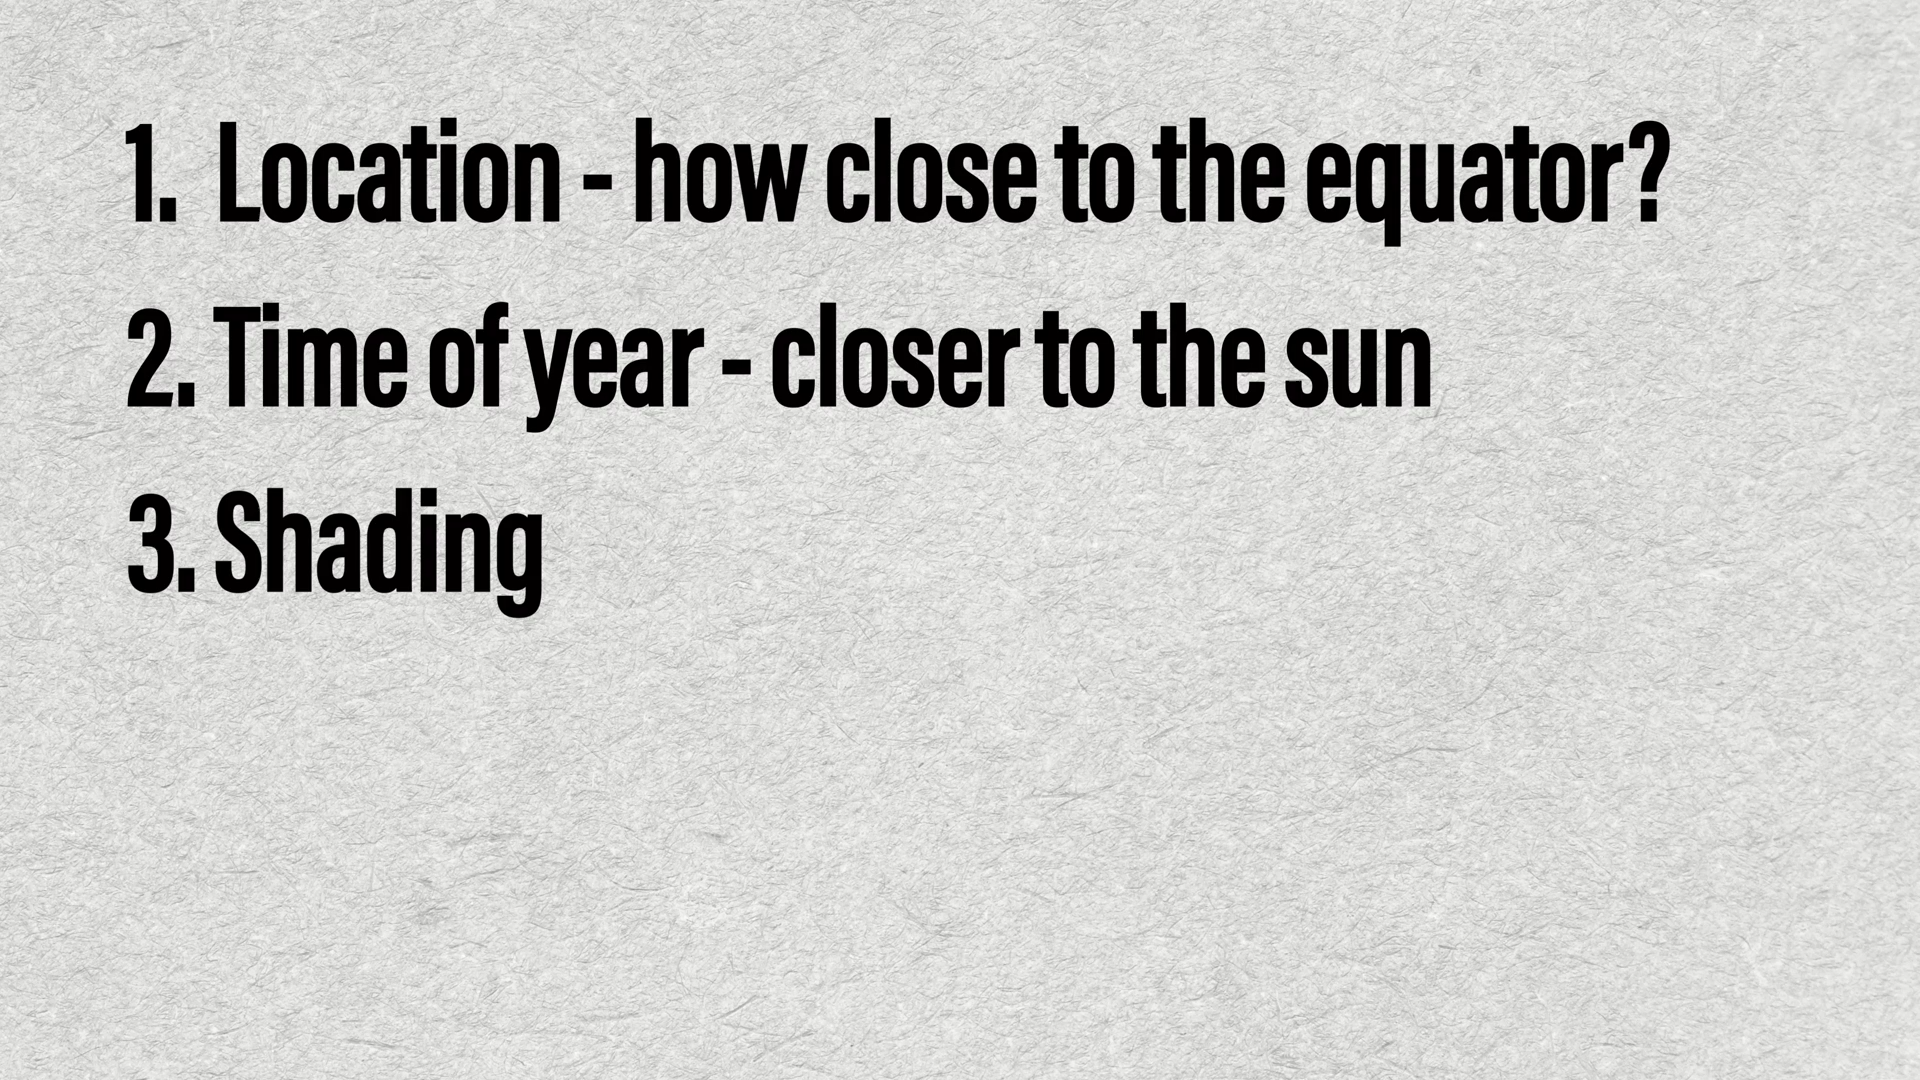 1. Location - how close to the equator?
2. Time of year - closer to the sun
3. Shading